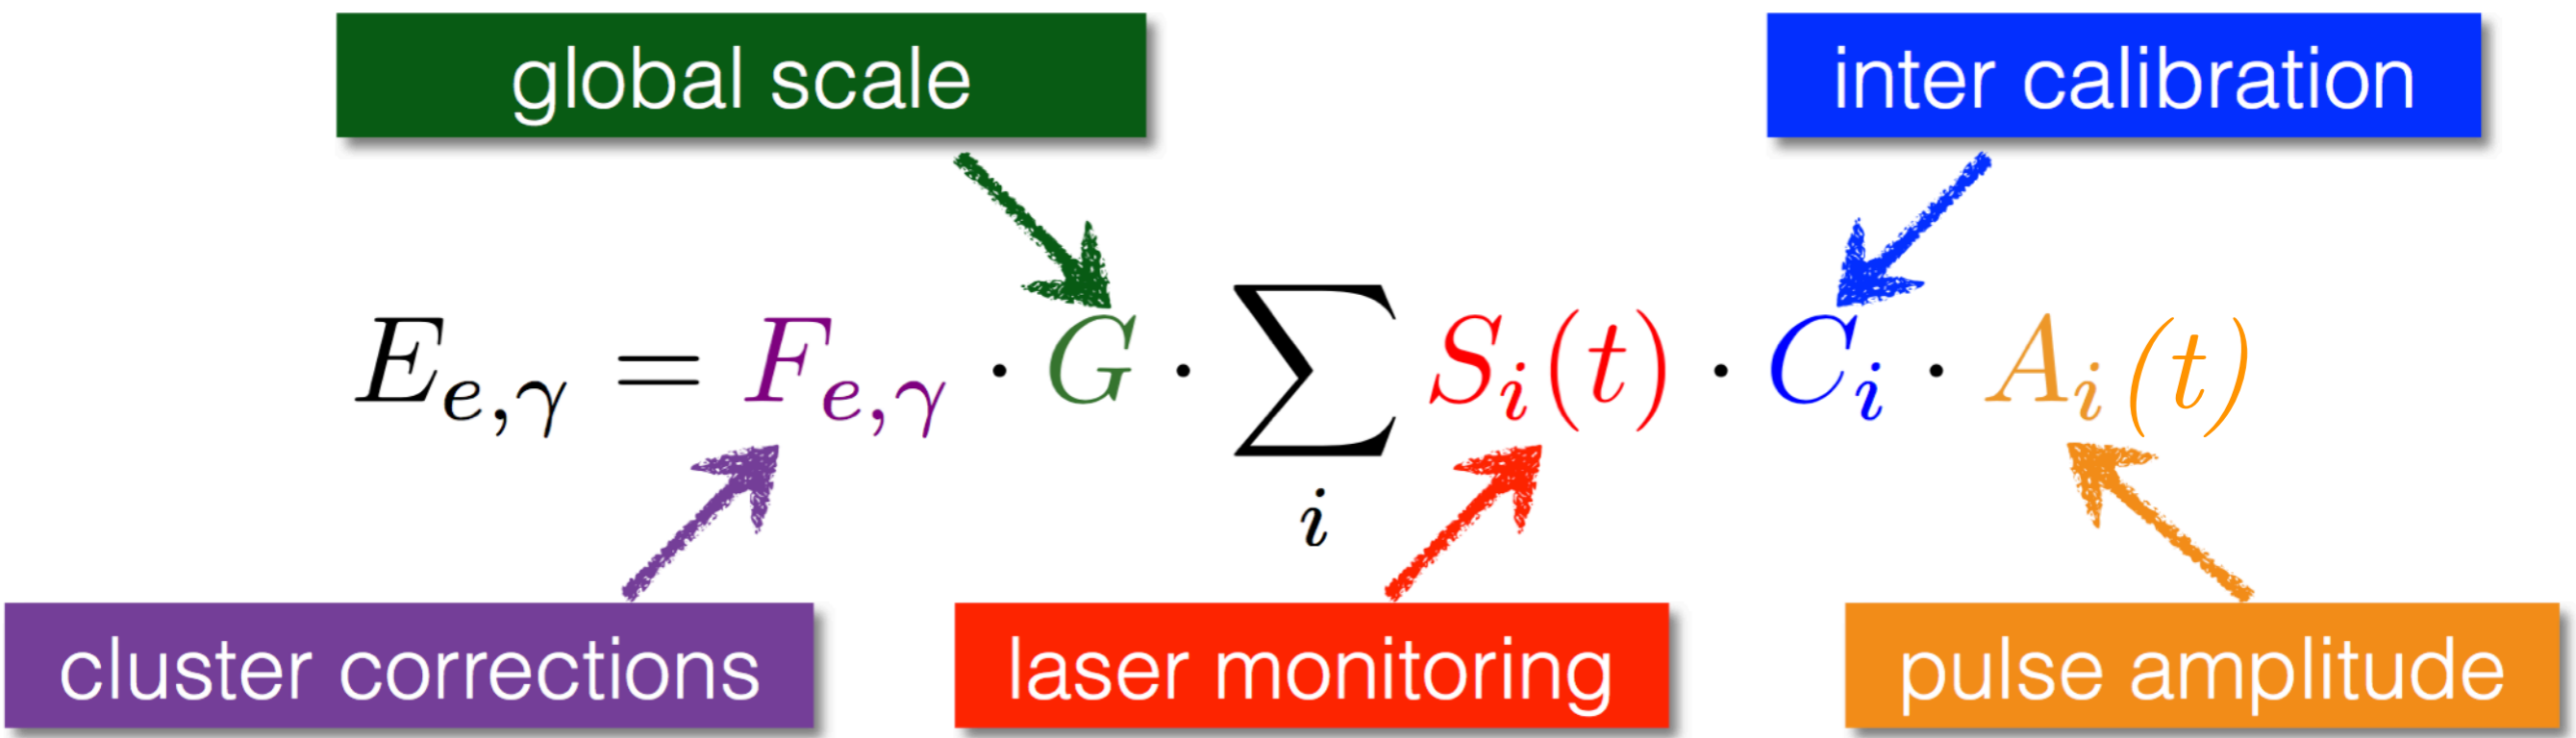 global scale
inter calibration
E_{e,γ} = F_{e,γ} · G · ∑_i S_i(t) · C_i · A_i(t)
cluster corrections
laser monitoring
pulse amplitude